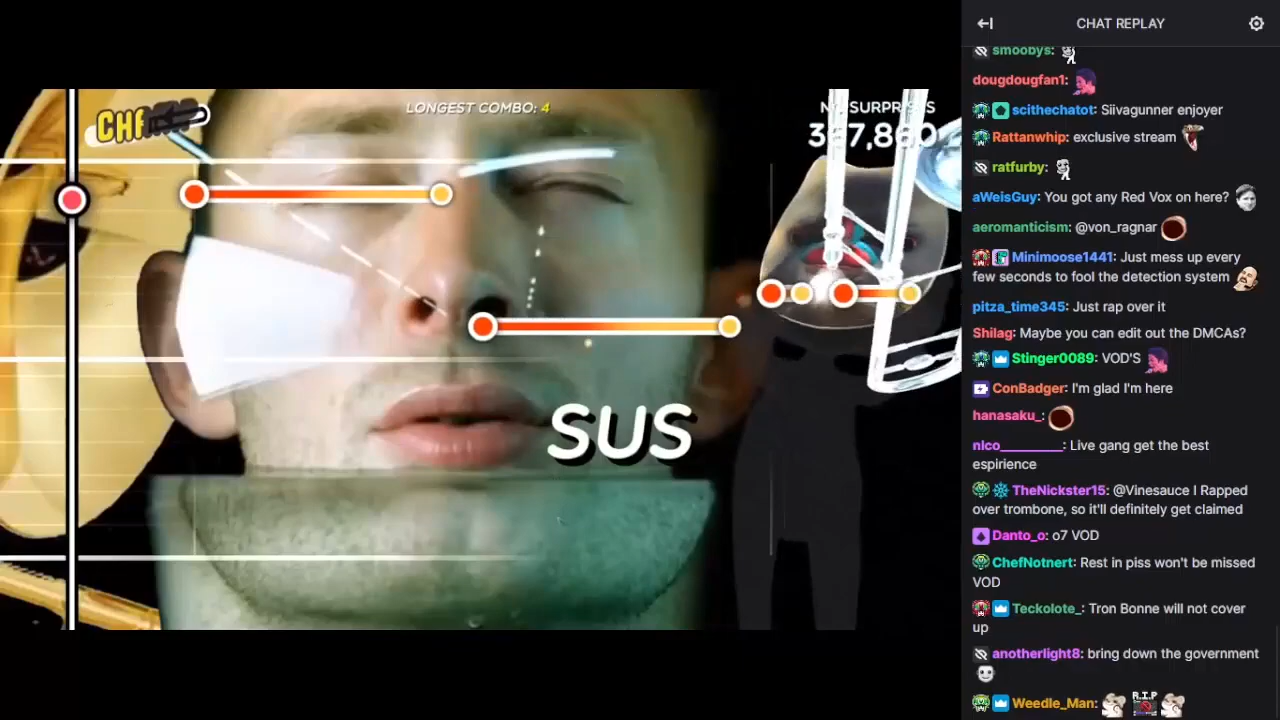 LONGEST COMBO: 4
SUS
CHAT REPLAY
smoobys:
dougdougfan1:
scithechatot: Siivagunner enjoyer
Rattanwhip: exclusive stream
ratfurby:
aWeisGuy: You got any Red Vox on here?
aeromanticism: @von_ragnar
Minimoose1441: Just mess up every
few seconds to fool the detection system
pitza_time345: Just rap over it
Shilag: Maybe you can edit out the DMCAs?
Stinger0089: VOD'S
ConBadger: I'm glad I'm here
hanasaku_:
nico________: Live gang get the best
espirience
TheNickster15: @Vinesauce I Rapped
over trombone, so it'll definitely get claimed
Danto_o: o7 VOD
ChefNotnert: Rest in piss won't be missed
VOD
Teckolote_: Tron Bonne will not cover
up
anotherlight8: bring down the government
Weedle_Man:
R.I.P